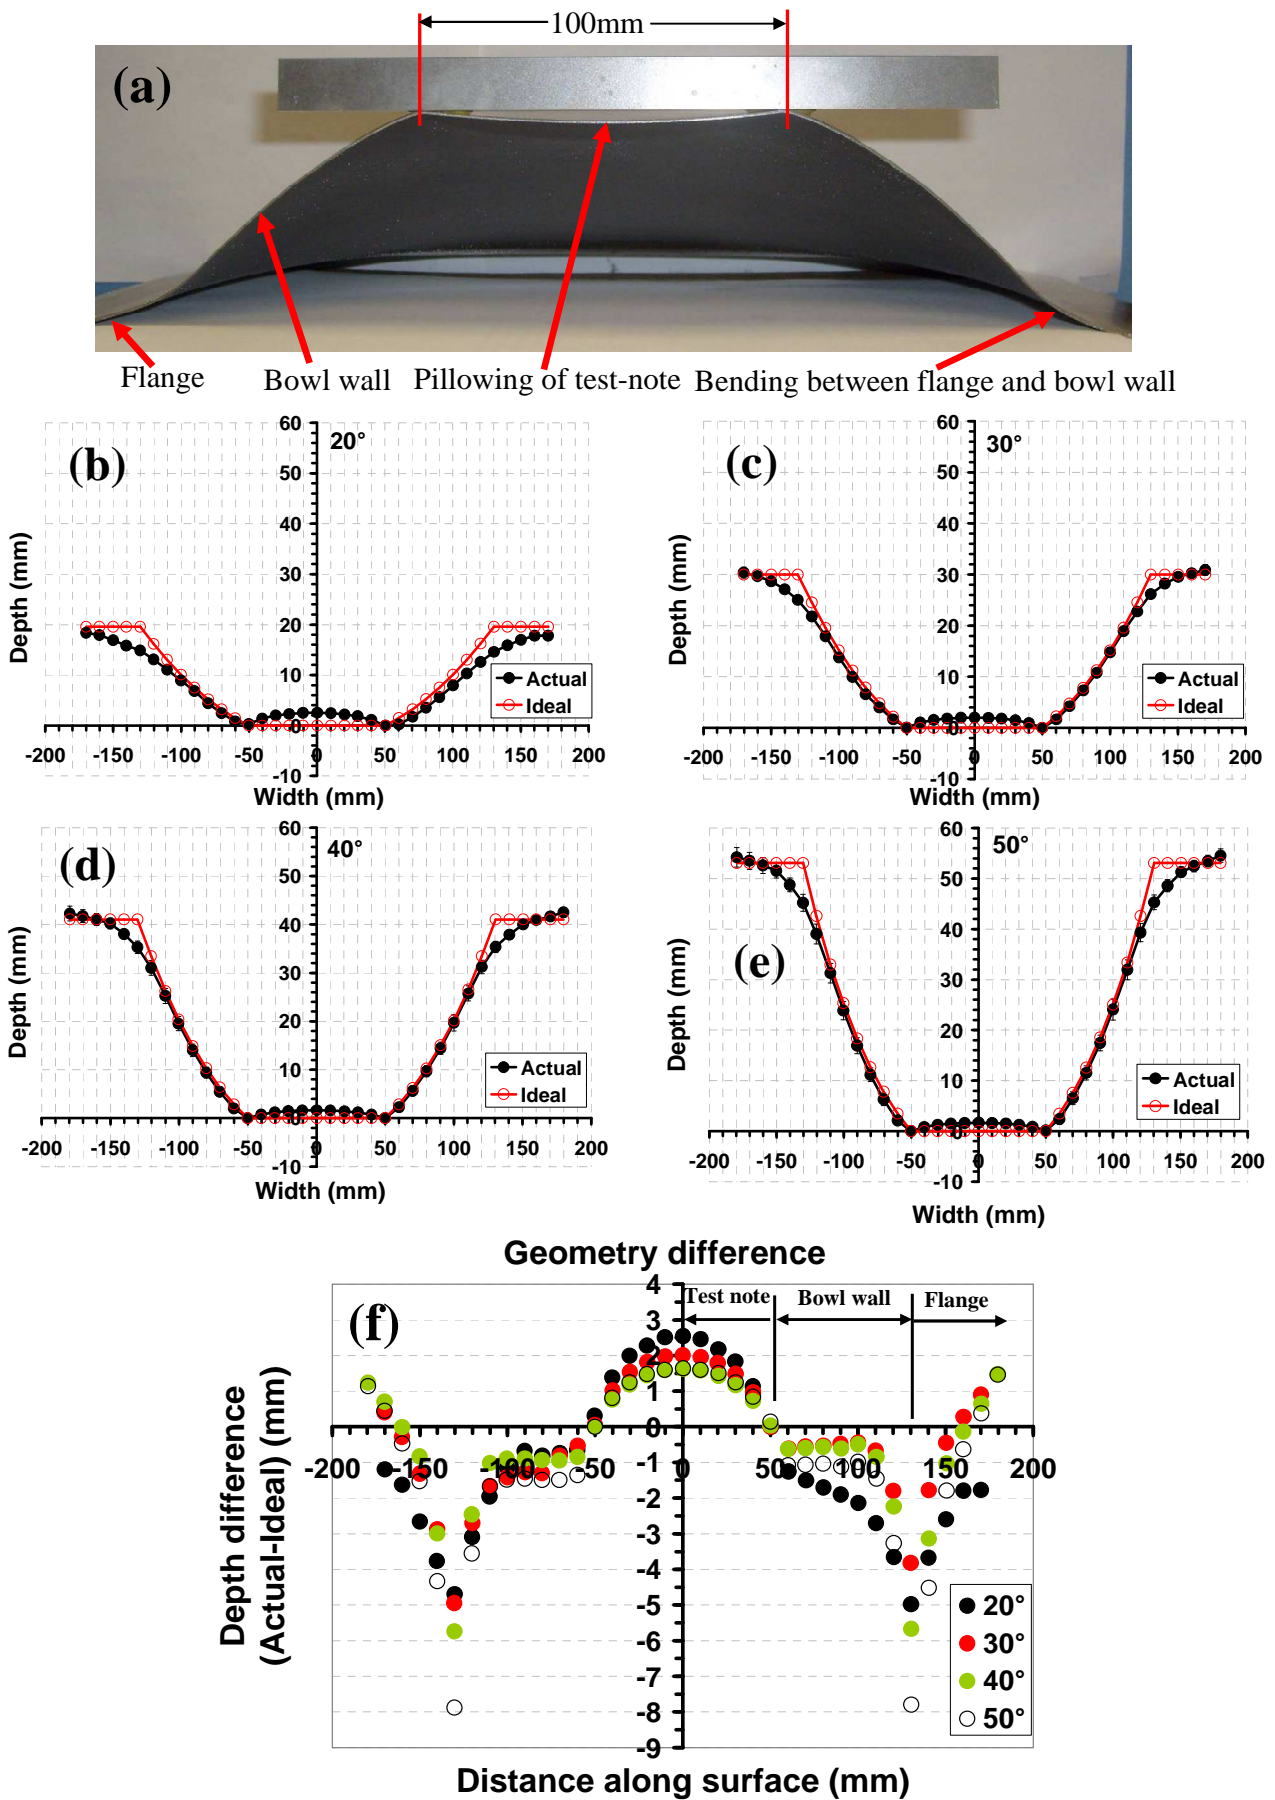 100mm
(a)
Flange Bowl wall Pillowing of test-note Bending between flange and bowl wall
(b)
20°
60
50
40
30
20
10
0
-10
-200 -150 -100 -50 0 50 100 150 200
Depth (mm)
Width (mm)
Actual
Ideal
(c)
30°
60
50
40
30
20
10
0
-10
-200 -150 -100 -50 0 50 100 150 200
Depth (mm)
Width (mm)
Actual
Ideal
(d)
40°
60
50
40
30
20
10
0
-10
-200 -150 -100 -50 0 50 100 150 200
Depth (mm)
Width (mm)
Actual
Ideal
(e)
50°
60
50
40
30
20
10
0
-10
-200 -150 -100 -50 0 50 100 150 200
Depth (mm)
Width (mm)
Actual
Ideal
Geometry difference
(f)
Test note Bowl wall Flange
4
3
2
1
0
-1
-2
-3
-4
-5
-6
-7
-8
-9
-200 -150 -100 -50 0 50 100 150 200
Depth difference
(Actual-Ideal) (mm)
20°
30°
40°
50°
Distance along surface (mm)